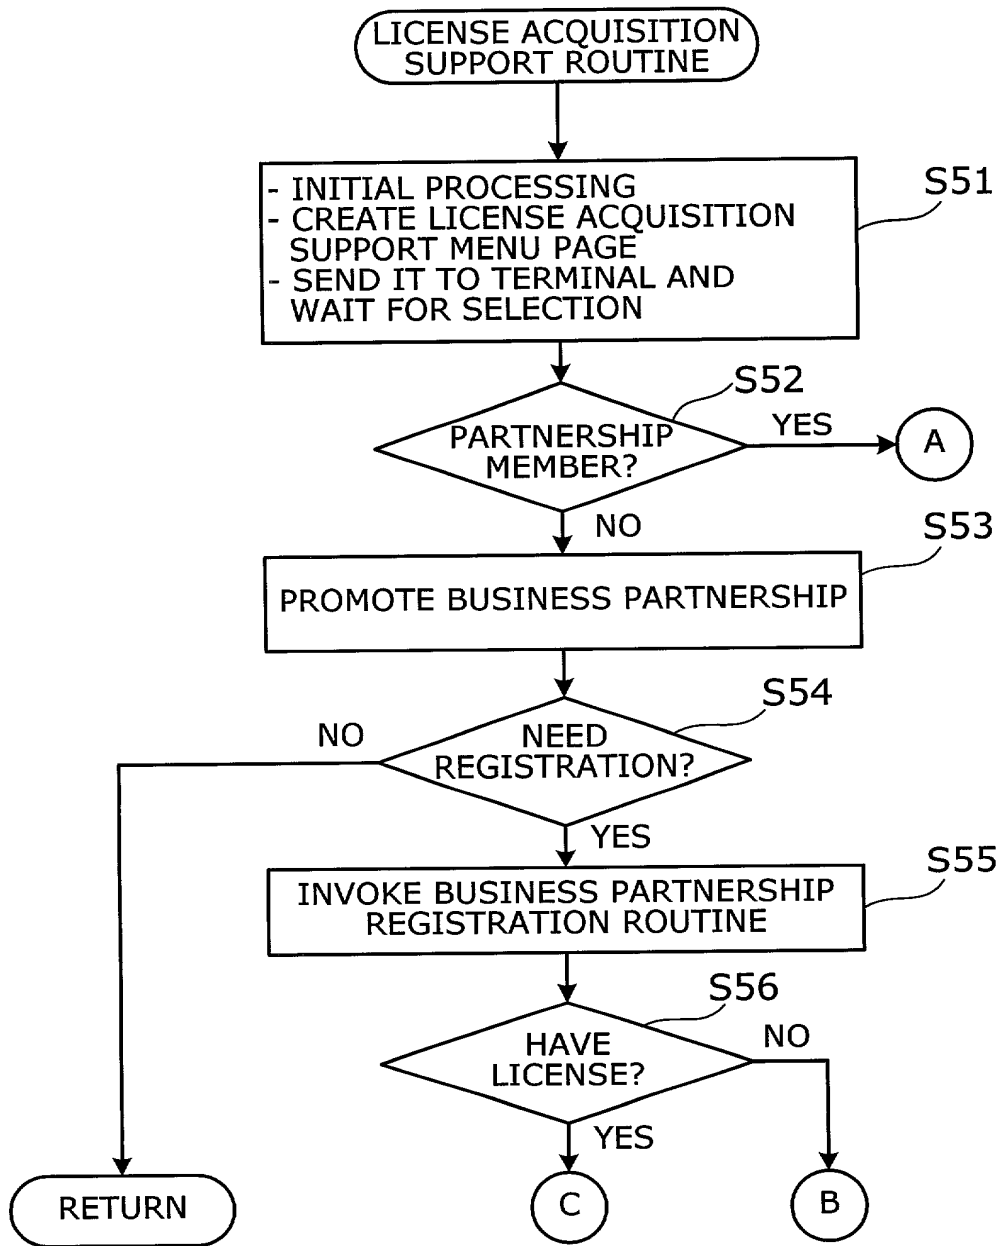 LICENSE ACQUISITION
SUPPORT ROUTINE
- INITIAL PROCESSING
- CREATE LICENSE ACQUISITION
SUPPORT MENU PAGE
- SEND IT TO TERMINAL AND
WAIT FOR SELECTION
S51
S52
PARTNERSHIP
MEMBER?
YES
A
NO
S53
PROMOTE BUSINESS PARTNERSHIP
S54
NO
NEED
REGISTRATION?
YES
S55
INVOKE BUSINESS PARTNERSHIP
REGISTRATION ROUTINE
S56
HAVE
LICENSE?
NO
YES
RETURN
C
B